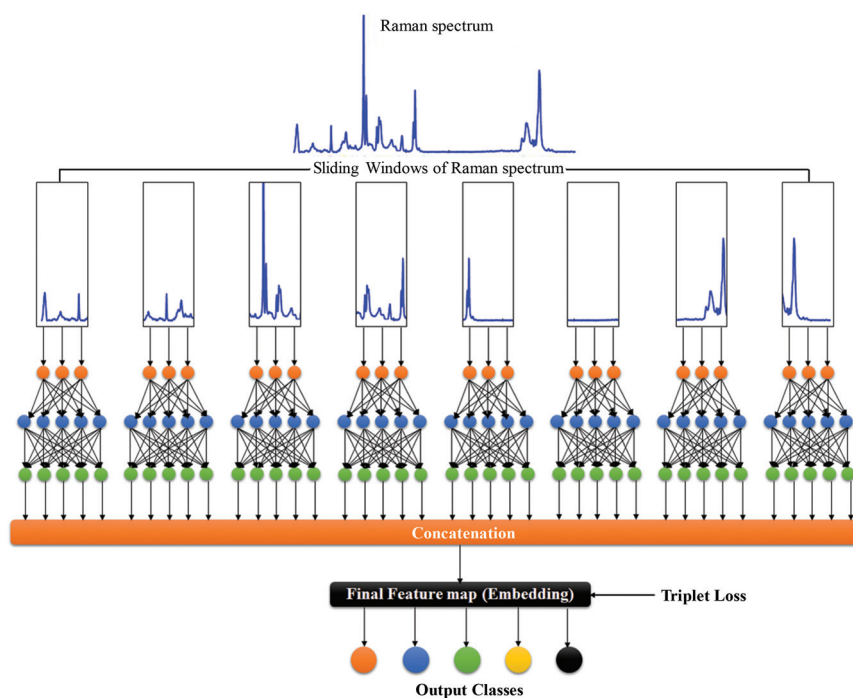 Raman spectrum
Sliding Windows of Raman spectrum
Concatenation
Final Feature map (Embedding)
Triplet Loss
Output Classes